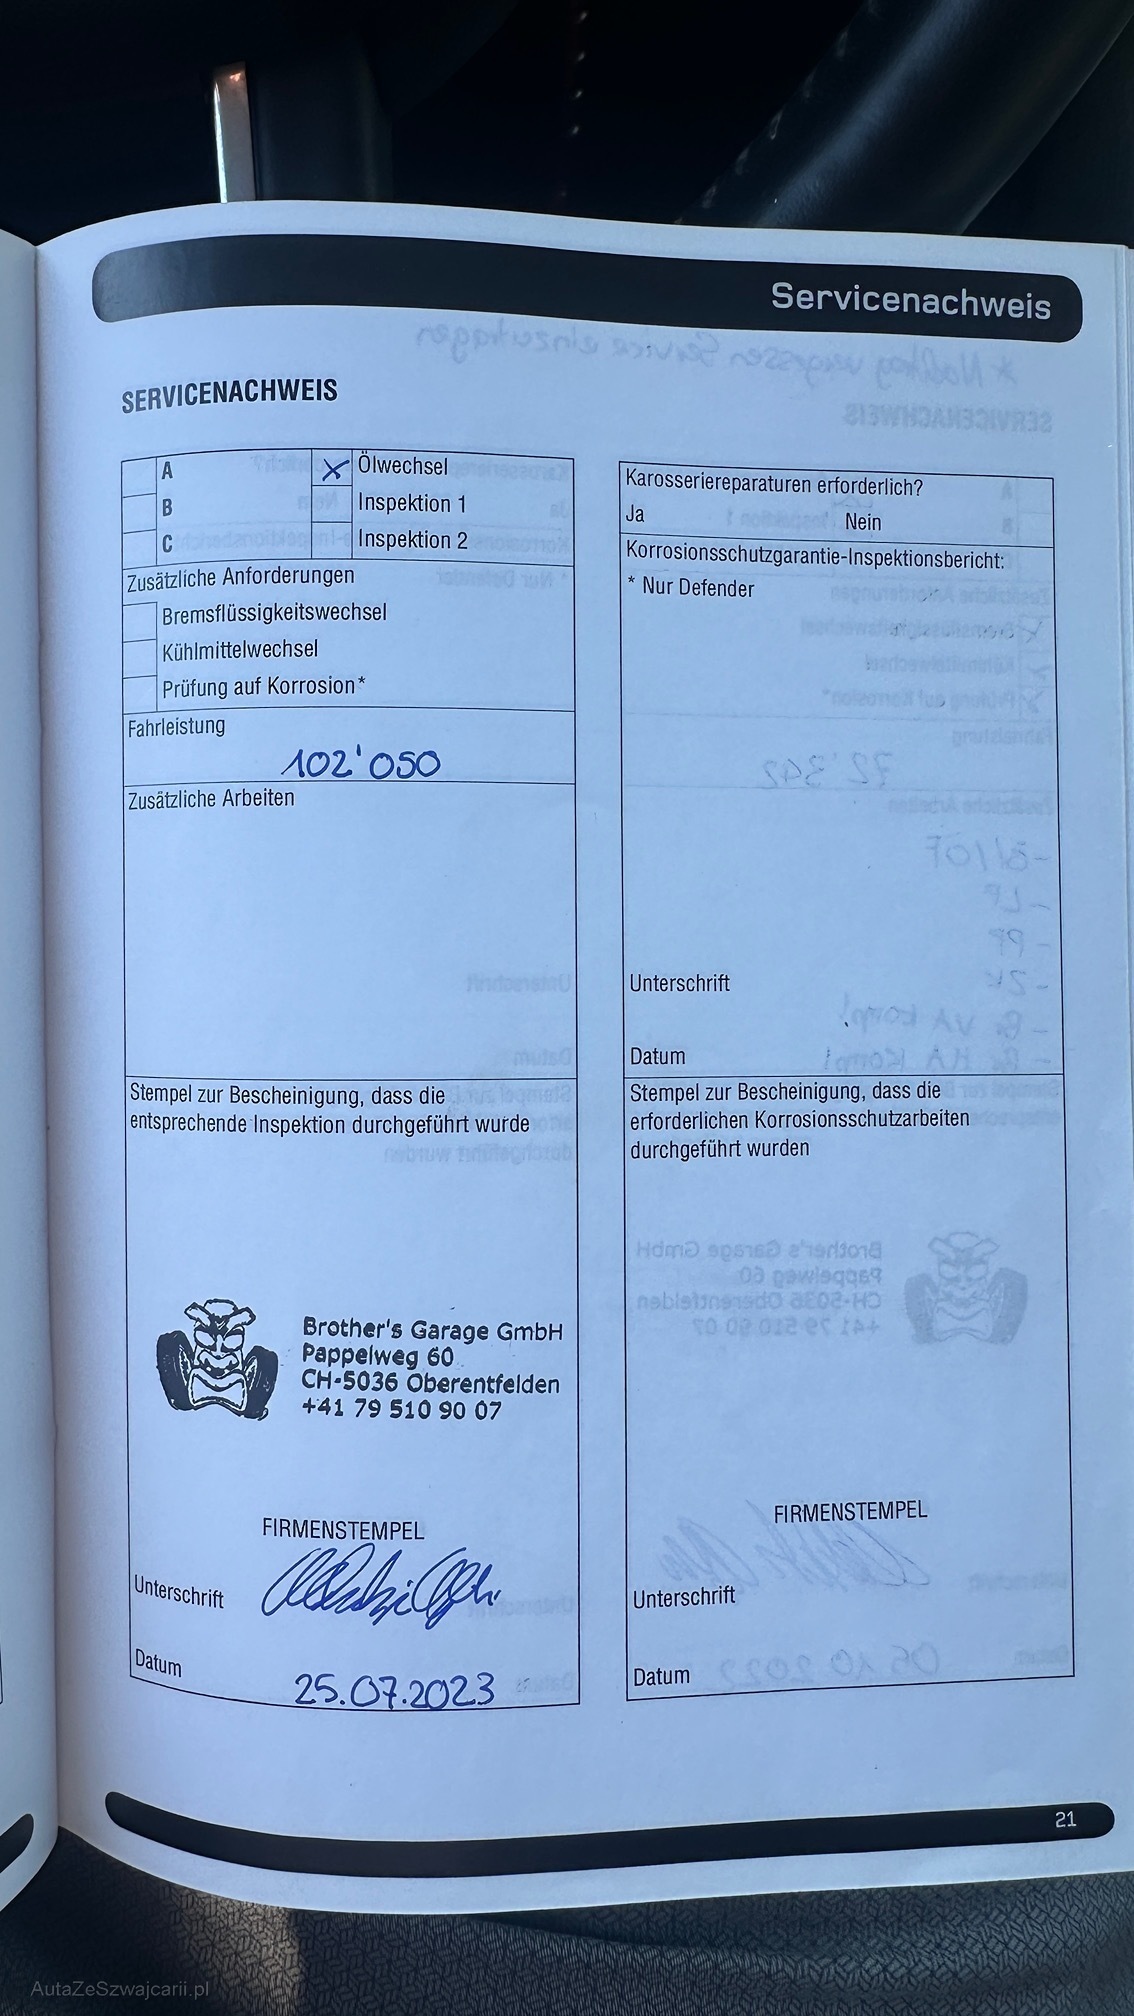 Servicenachweis
SERVICENACHWEIS
A
B
C
x Ölwechsel
Inspektion 1
Inspektion 2
Zusätzliche Anforderungen
Bremsflüssigkeitswechsel
Kühlmittelwechsel
Prüfung auf Korrosion*
Fahrleistung
102'050
Zusätzliche Arbeiten
Stempel zur Bescheinigung, dass die
entsprechende Inspektion durchgeführt wurde
Brother's Garage GmbH
Pappelweg 60
CH-5036 Oberentfelden
+41 79 510 90 07
FIRMENSTEMPEL
Unterschrift
Datum
25.07.2023
Karosseriereparaturen erforderlich?
Ja Nein
Korrosionsschutzgarantie-Inspektionsbericht:
* Nur Defender
Unterschrift
Datum
Stempel zur Bescheinigung, dass die
erforderlichen Korrosionsschutzarbeiten
durchgeführt wurden
FIRMENSTEMPEL
Unterschrift
Datum
21
AutaZeSzwajcarii.pl